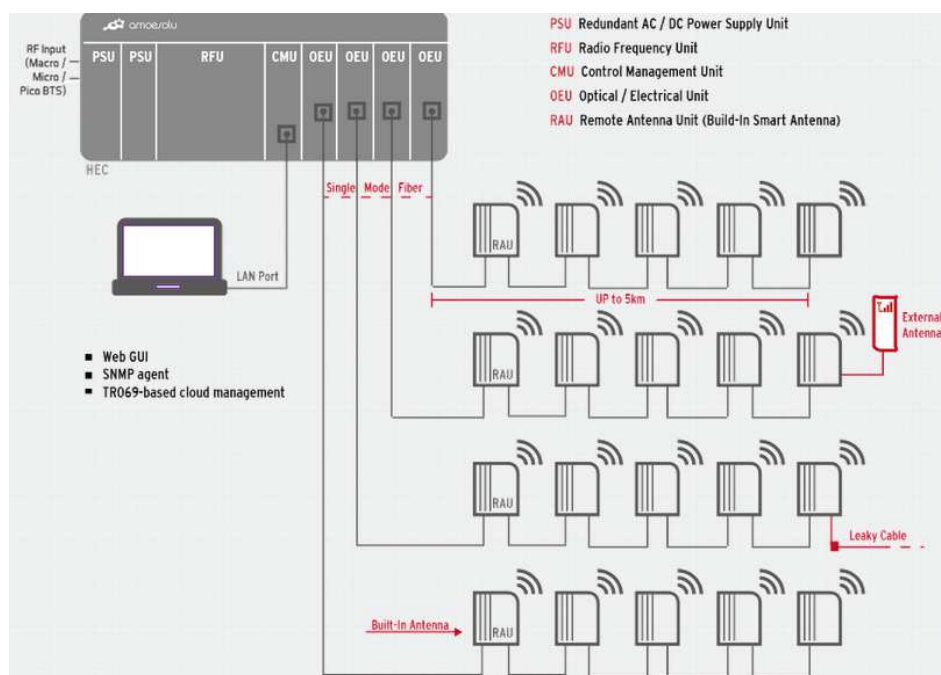 amoesolu
PSU Redundant AC / DC Power Supply Unit
RFU Radio Frequency Unit
CMU Control Management Unit
OEU Optical / Electrical Unit
RAU Remote Antenna Unit (Build-In Smart Antenna)
RF Input
(Macro /
Micro /
Pico BTS)
PSU PSU RFU CMU OEU OEU OEU OEU
HEC
Single Mode Fiber
RAU
LAN Port
UP to 5km
External
Antenna
RAU
Web GUI
SNMP agent
TR069-based cloud management
RAU
Leaky Cable
Built-In Antenna
RAU